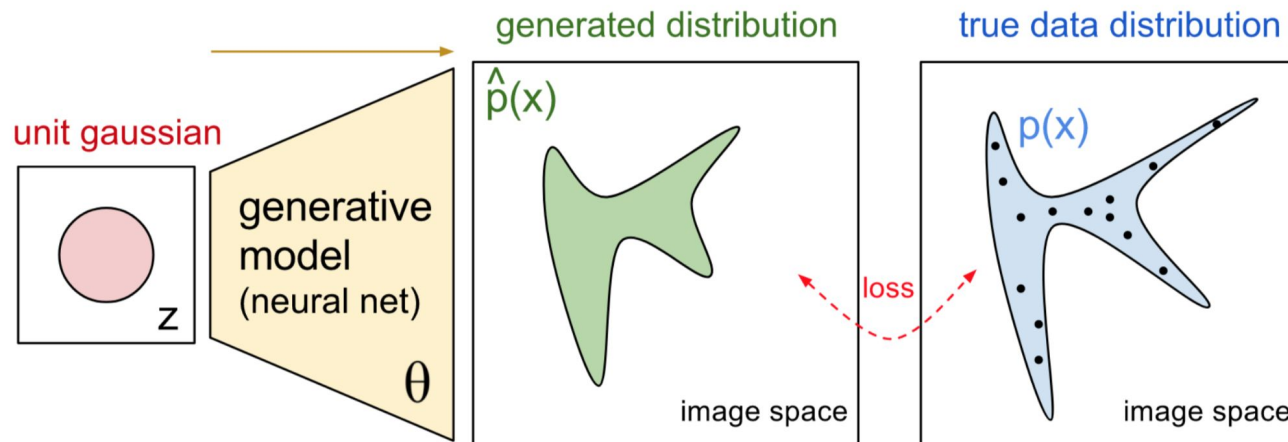 generated distribution
true data distribution
unit gaussian
p̂(x)
p(x)
generative
model
(neural net)
z
θ
loss
image space
image space